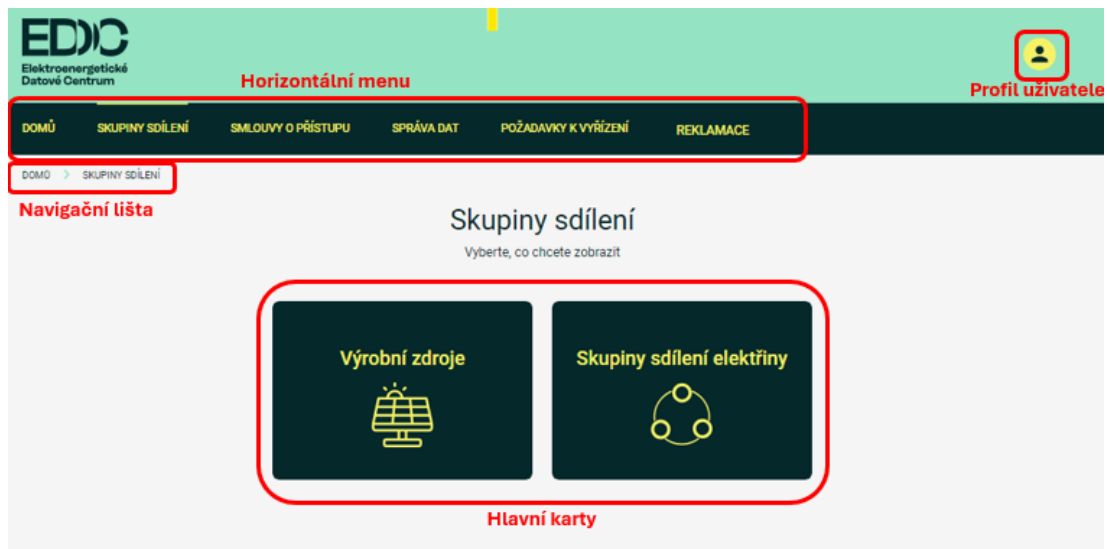 EDC
Elektroenergetické
Datové Centrum
Horizontální menu
Profil uživatele
DOMŮ SKUPINY SDÍLENÍ SMLOUVY O PŘÍSTUPU SPRÁVA DAT POŽADAVKY K VYŘÍZENÍ REKLAMACE
DOMŮ > SKUPINY SDÍLENÍ
Navigační lišta
Skupiny sdílení
Vyberte, co chcete zobrazit
Výrobní zdroje
Skupiny sdílení elektřiny
Hlavní karty